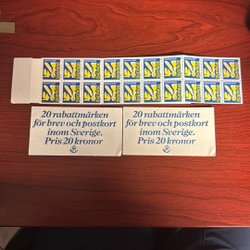 20 rabattmärken
för brev och postkort
inom Sverige.
Pris 20 kronor
20 rabattmärken
för brev och postkort
inom Sverige.
Pris 20 kronor